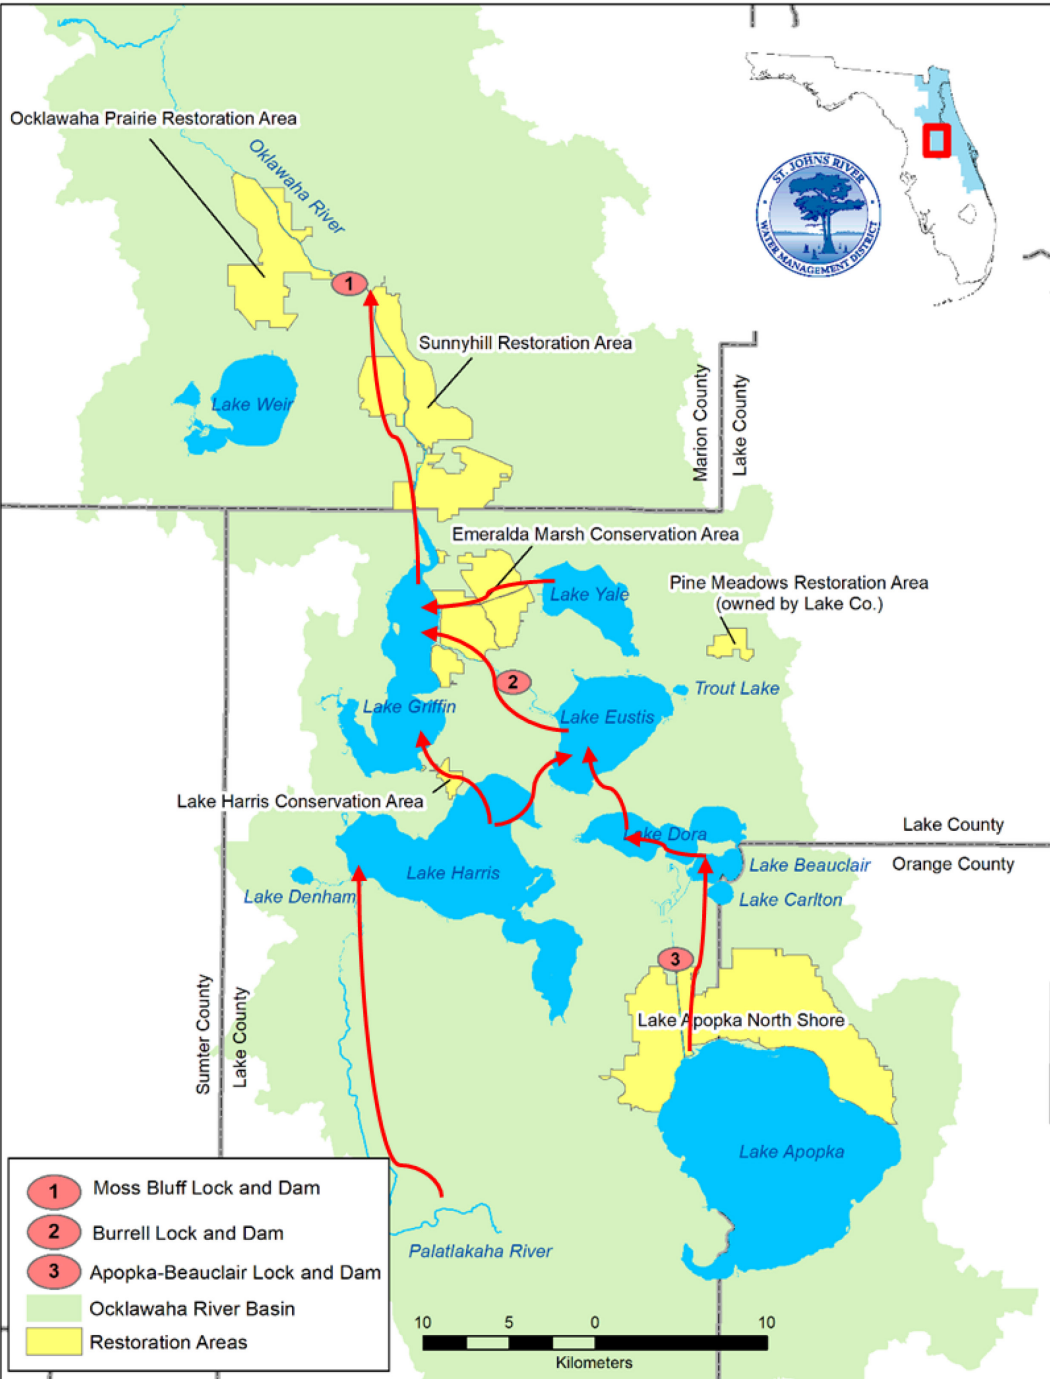 Ocklawaha Prairie Restoration Area
Oklawaha River
ST. JOHNS RIVER
WATER MANAGEMENT DISTRICT
1
Sunnyhill Restoration Area
Lake Weir
Marion County
Lake County
Emeralda Marsh Conservation Area
Lake Yale
Pine Meadows Restoration Area
(owned by Lake Co.)
2
Trout Lake
Lake Griffin
Lake Eustis
Lake Harris Conservation Area
Lake Dora
Lake County
Orange County
Lake Beauclair
Lake Harris
Lake Denham
Lake Carlton
3
Sumter County
Lake County
Lake Apopka North Shore
Lake Apopka
Palatlakaha River
1 Moss Bluff Lock and Dam
2 Burrell Lock and Dam
3 Apopka-Beauclair Lock and Dam
Ocklawaha River Basin
Restoration Areas
10 5 0 10
Kilometers